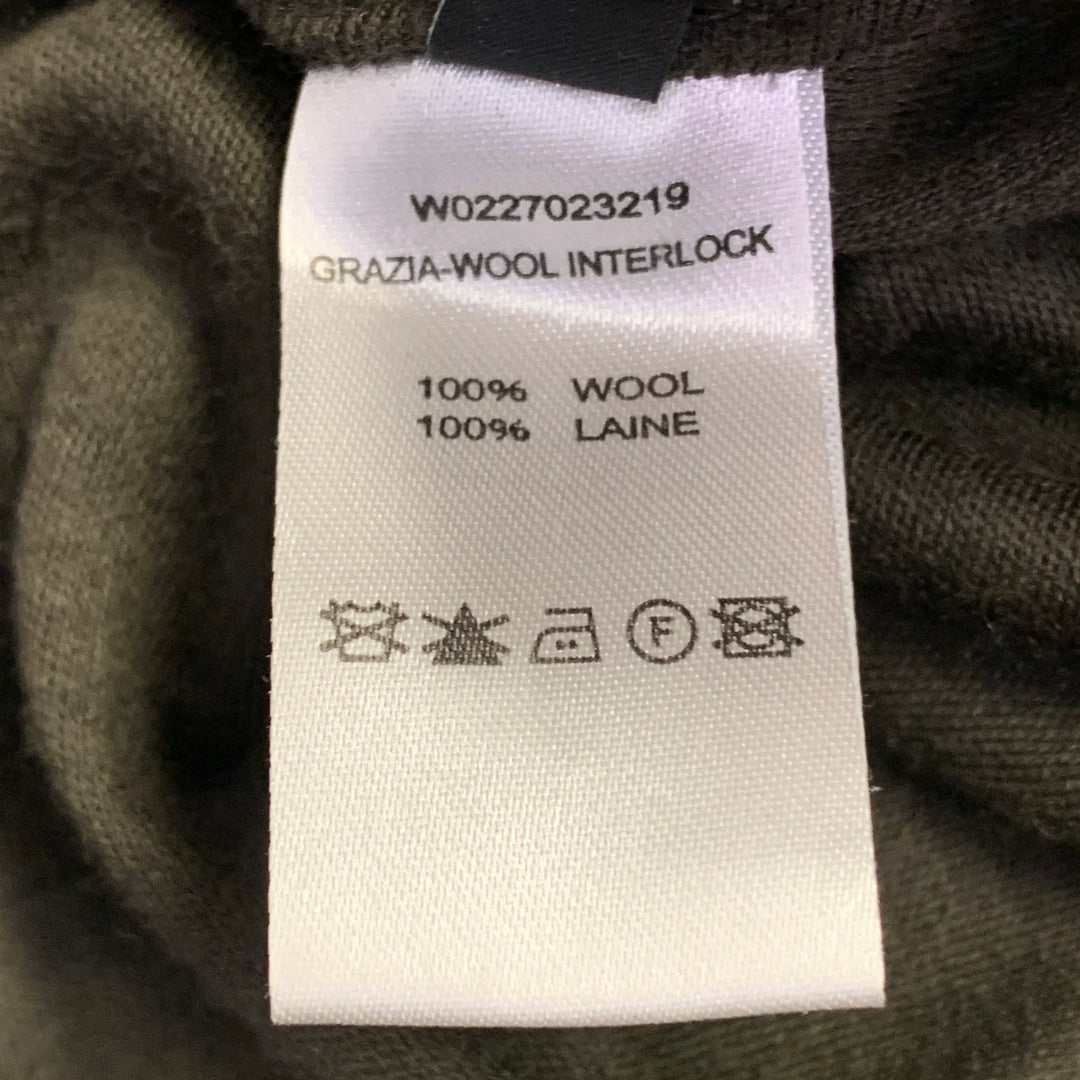 W0227023219
GRAZIA-WOOL INTERLOCK
100% WOOL
100% LAINE
F